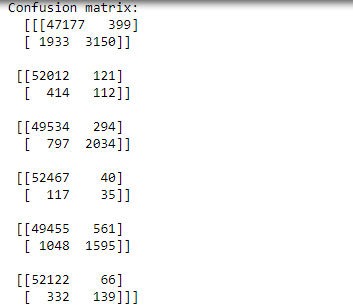 Confusion matrix:
[[[47177 399]
[ 1933 3150]]
[[52012 121]
[ 414 112]]
[[49534 294]
[ 797 2034]]
[[52467 40]
[ 117 35]]
[[49455 561]
[ 1048 1595]]
[[52122 66]
[ 332 139]]]